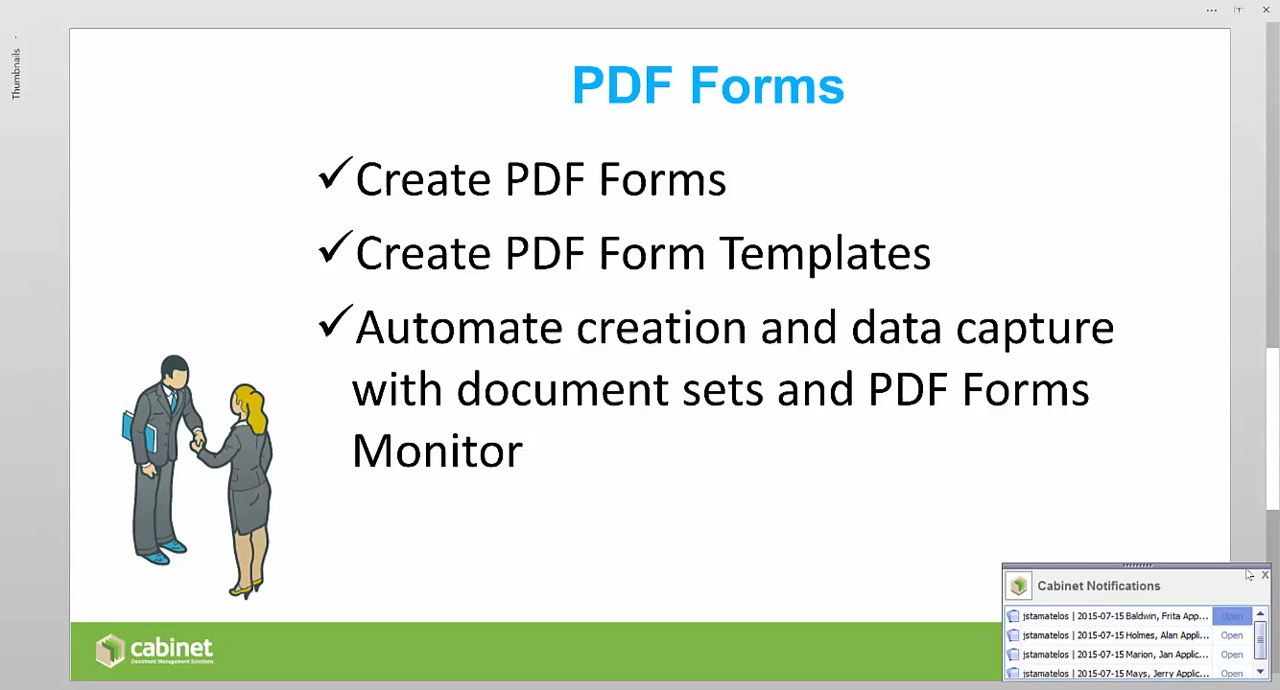 Thumbnails
PDF Forms
✓Create PDF Forms
✓Create PDF Form Templates
✓Automate creation and data capture
with document sets and PDF Forms
Monitor
cabinet
Document Management Solutions
Cabinet Notifications
jstamatelos | 2015-07-15 Baldwin, Frita App... Open
jstamatelos | 2015-07-15 Holmes, Alan Appli... Open
jstamatelos | 2015-07-15 Marion, Jan Applic... Open
jstamatelos | 2015-07-15 Mays, Jerry Applic... Open